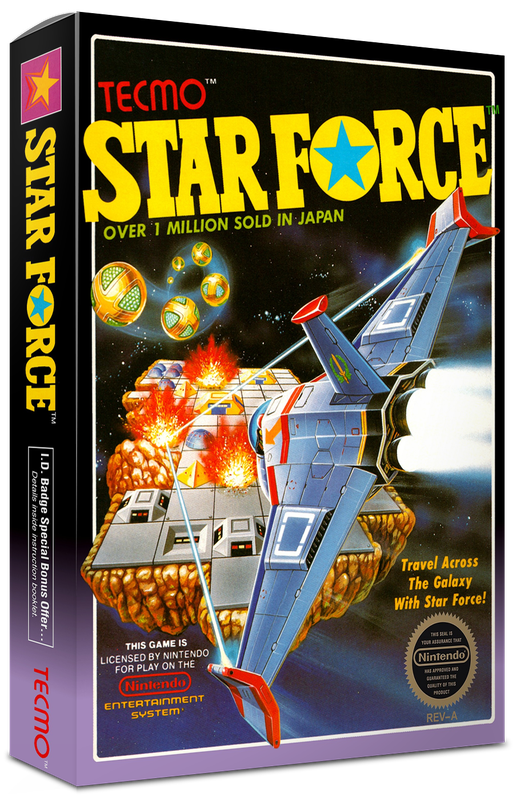 TECMO™
STAR FORCE™
OVER 1 MILLION SOLD IN JAPAN
Travel Across
The Galaxy
With Star Force!
THIS GAME IS
LICENSED BY NINTENDO
FOR PLAY ON THE
Nintendo
ENTERTAINMENT
SYSTEM
THIS SEAL IS
YOUR ASSURANCE THAT
Nintendo
HAS APPROVED AND
GUARANTEED THE
QUALITY OF THIS
PRODUCT
REV-A
STAR FORCE™
I.D. Badge Special Bonus Offer...
Details inside instruction booklet.
TECMO™